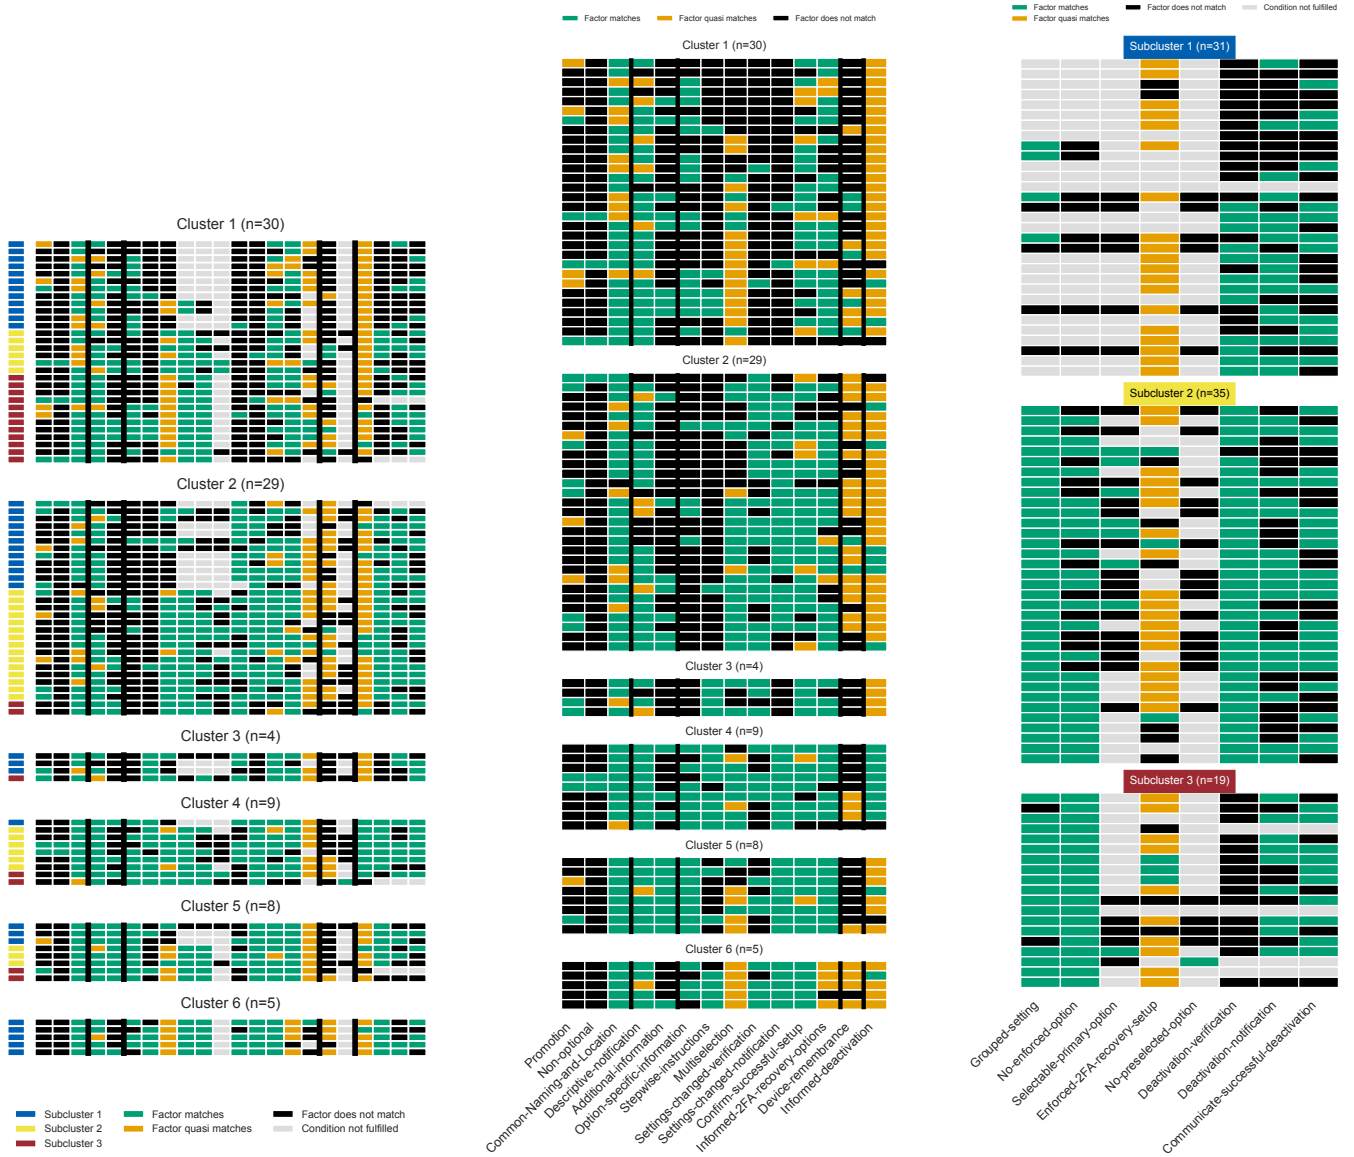 Factor matches Factor quasi matches Factor does not match
Factor matches Factor does not match Condition not fulfilled
Factor quasi matches
Cluster 1 (n=30)
Cluster 2 (n=29)
Cluster 3 (n=4)
Cluster 4 (n=9)
Cluster 5 (n=8)
Cluster 6 (n=5)
Subcluster 1 Factor matches Factor does not match
Subcluster 2 Factor quasi matches Condition not fulfilled
Subcluster 3
Cluster 1 (n=30)
Cluster 2 (n=29)
Cluster 3 (n=4)
Cluster 4 (n=9)
Cluster 5 (n=8)
Cluster 6 (n=5)
Promotion
Non-optional
Common-Naming-and-Location
Descriptive-notification
Additional-information
Option-specific-information
Stepwise-instructions
Multiselection
Settings-changed-verification
Settings-changed-notification
Confirm-successful-setup
Informed-2FA-recovery-options
Device-remembrance
Informed-deactivation
Subcluster 1 (n=31)
Subcluster 2 (n=35)
Subcluster 3 (n=19)
Grouped-setting
No-enforced-option
Selectable-primary-option
Enforced-2FA-recovery-setup
No-preselected-option
Deactivation-verification
Deactivation-notification
Communicate-successful-deactivation